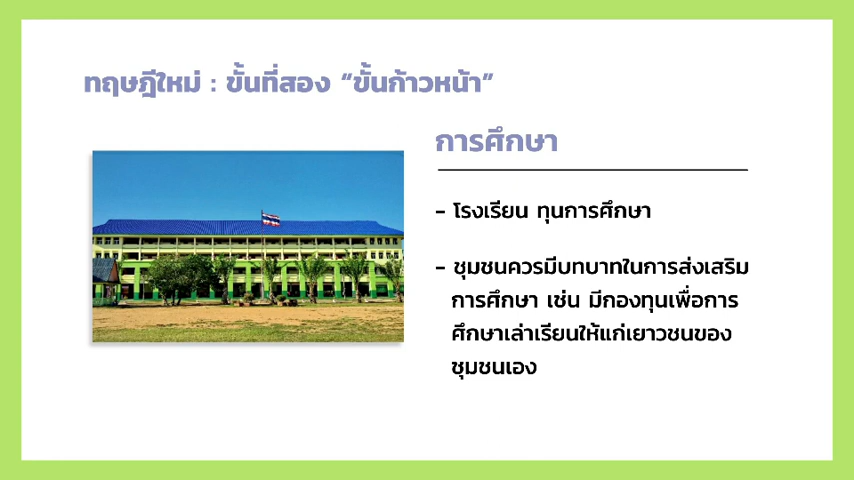 ทฤษฎีใหม่ : ขั้นที่สอง “ขั้นก้าวหน้า”
การศึกษา
- โรงเรียน ทุนการศึกษา
- ชุมชนควรมีบทบาทในการส่งเสริม
การศึกษา เช่น มีกองทุนเพื่อการ
ศึกษาเล่าเรียนให้แก่เยาวชนของ
ชุมชนเอง